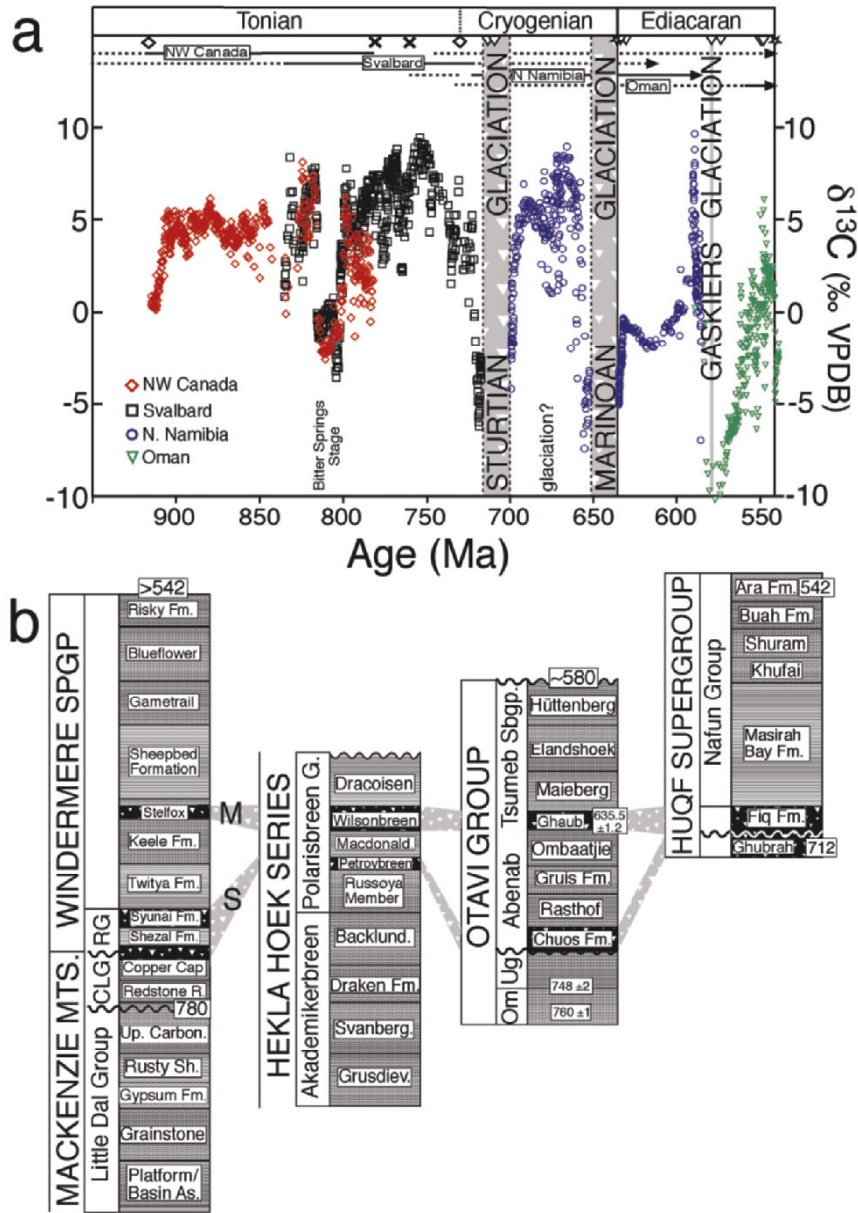 a
Tonian
Cryogenian
Ediacaran
NW Canada
Svalbard
N Namibia
Oman
10
5
0
-5
-10
10
5
0
-5
-10
δ13C (‰ VPDB)
NW Canada
Svalbard
N. Namibia
Oman
Bitter Springs
Stage
STURTIAN GLACIATION
glaciation?
MARINOAN GLACIATION
GASKIERS GLACIATION
900
850
800
750
700
650
600
550
Age (Ma)
b
WINDERMERE SPGP
MACKENZIE MTS.
RG
CLG
Little Dal Group
>542
Risky Fm.
Blueflower
Gametrail
Sheepbed
Formation
Stelfox
Keele Fm.
Twitya Fm.
Syunai Fm.
Shezal Fm.
Copper Cap
Redstone R.
780
Up. Carbon.
Rusty Sh.
Gypsum Fm.
Grainstone
Platform/
Basin As.
M
S
HEKLA HOEK SERIES
Polarisbreen G.
Akademikerbreen
Dracoisen
Wilsonbreen
Macdonald.
Petrovbreen
Russøya
Member
Backlund.
Draken Fm.
Svanberg.
Grusdiev.
OTAVI GROUP
Tsumeb Sbgp.
Abenab
Ug
Om
~580
Hüttenberg
Elandshoek
Maieberg
Ghaub
635.5
±1.2
Ombaatjie
Gruis Fm.
Rasthof
Chuos Fm.
748 ±2
760 ±1
HUQF SUPERGROUP
Nafun Group
Ara Fm.
542
Buah Fm.
Shuram
Khufai
Masirah
Bay Fm.
Fiq Fm.
Ghubrah
712